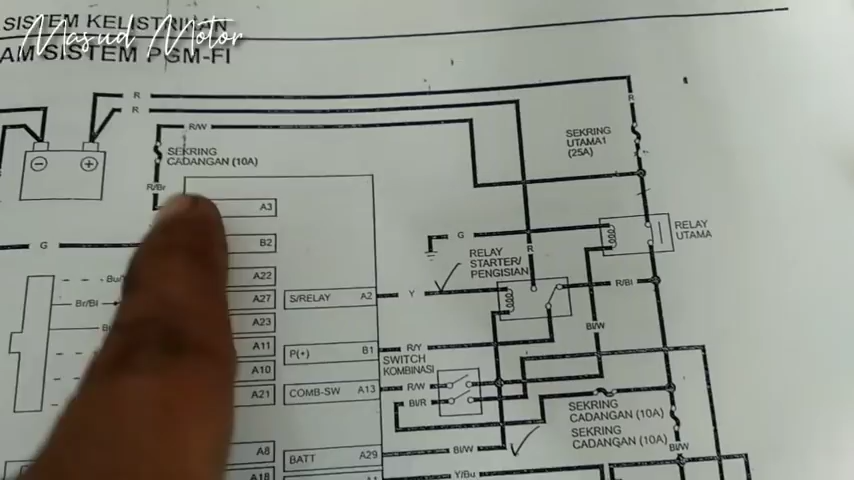 SISTEM KELISTRIKAN
Masud Motor
AM SISTEM PGM-FI
R
R
R
R/W
SEKRING
CADANGAN (10A)
SEKRING
UTAMA1
(25A)
R/Br
A3
G
B2
G
R
RELAY
UTAMA
RELAY
STARTER/
PENGISIAN
A22
Bu/
Br/Bl
A27
S/RELAY
A2
Y
R/Bl
A23
Bl/W
A11
P(+)
B1
R/Y
A10
SWITCH
KOMBINASI
A21
COMB-SW
A13
R/W
Bl/R
SEKRING
CADANGAN (10A)
SEKRING
CADANGAN (10A)
A8
BATT
A29
Bl/W
Bl/W
A18
Y/Bu